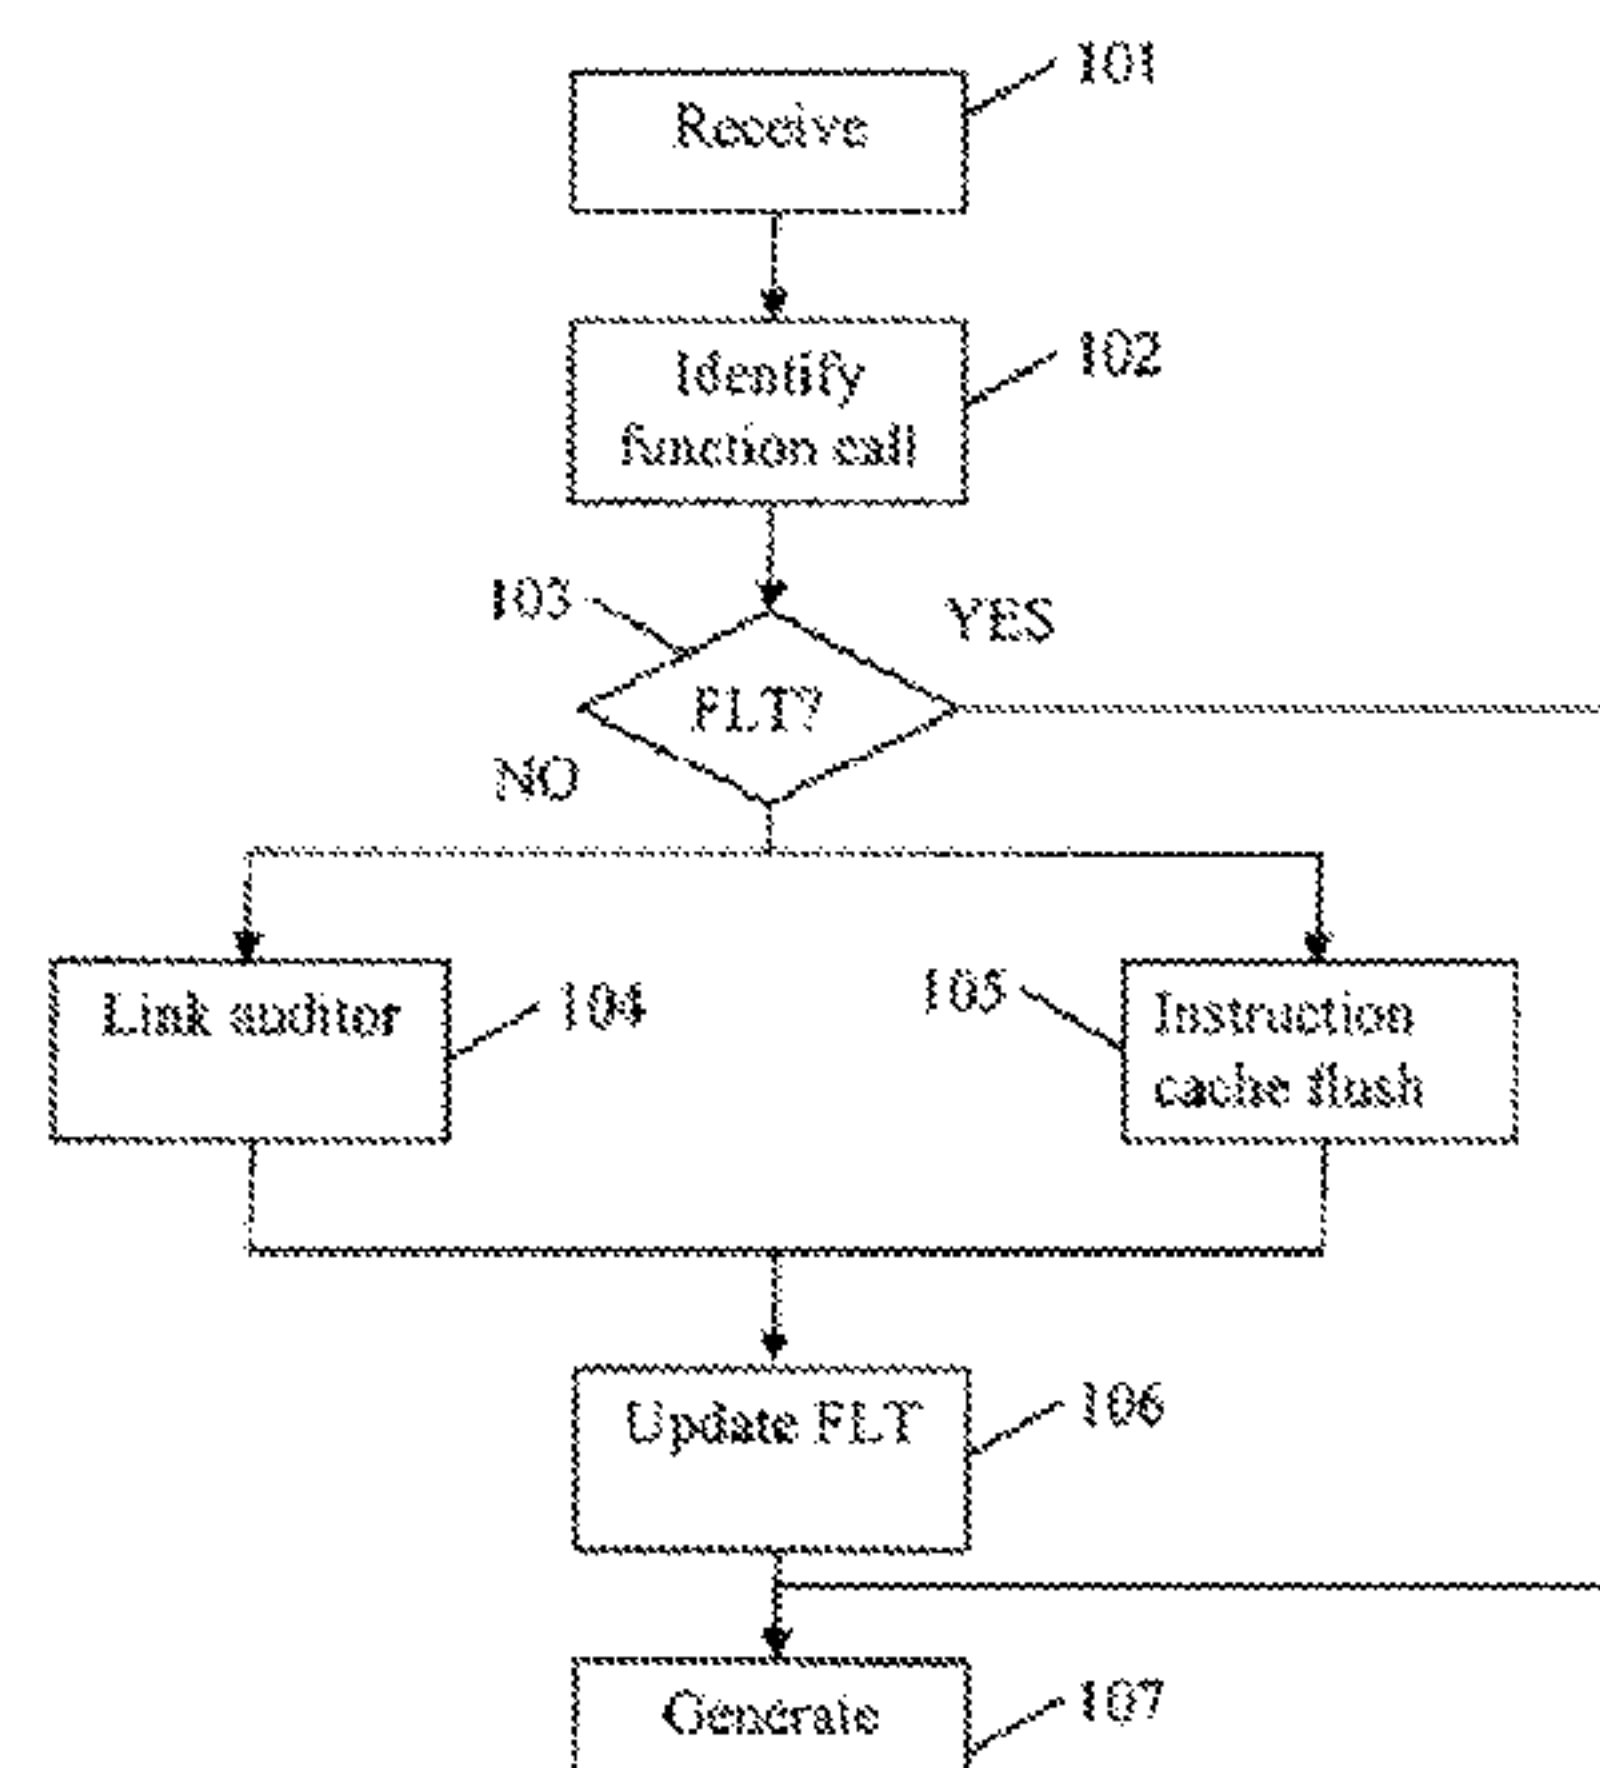 101
Receive
102
Identify
function call
103
YES
FLT?
NO
Link auditor
104
105
Instruction
cache flush
Update FLT
106
Generate
107